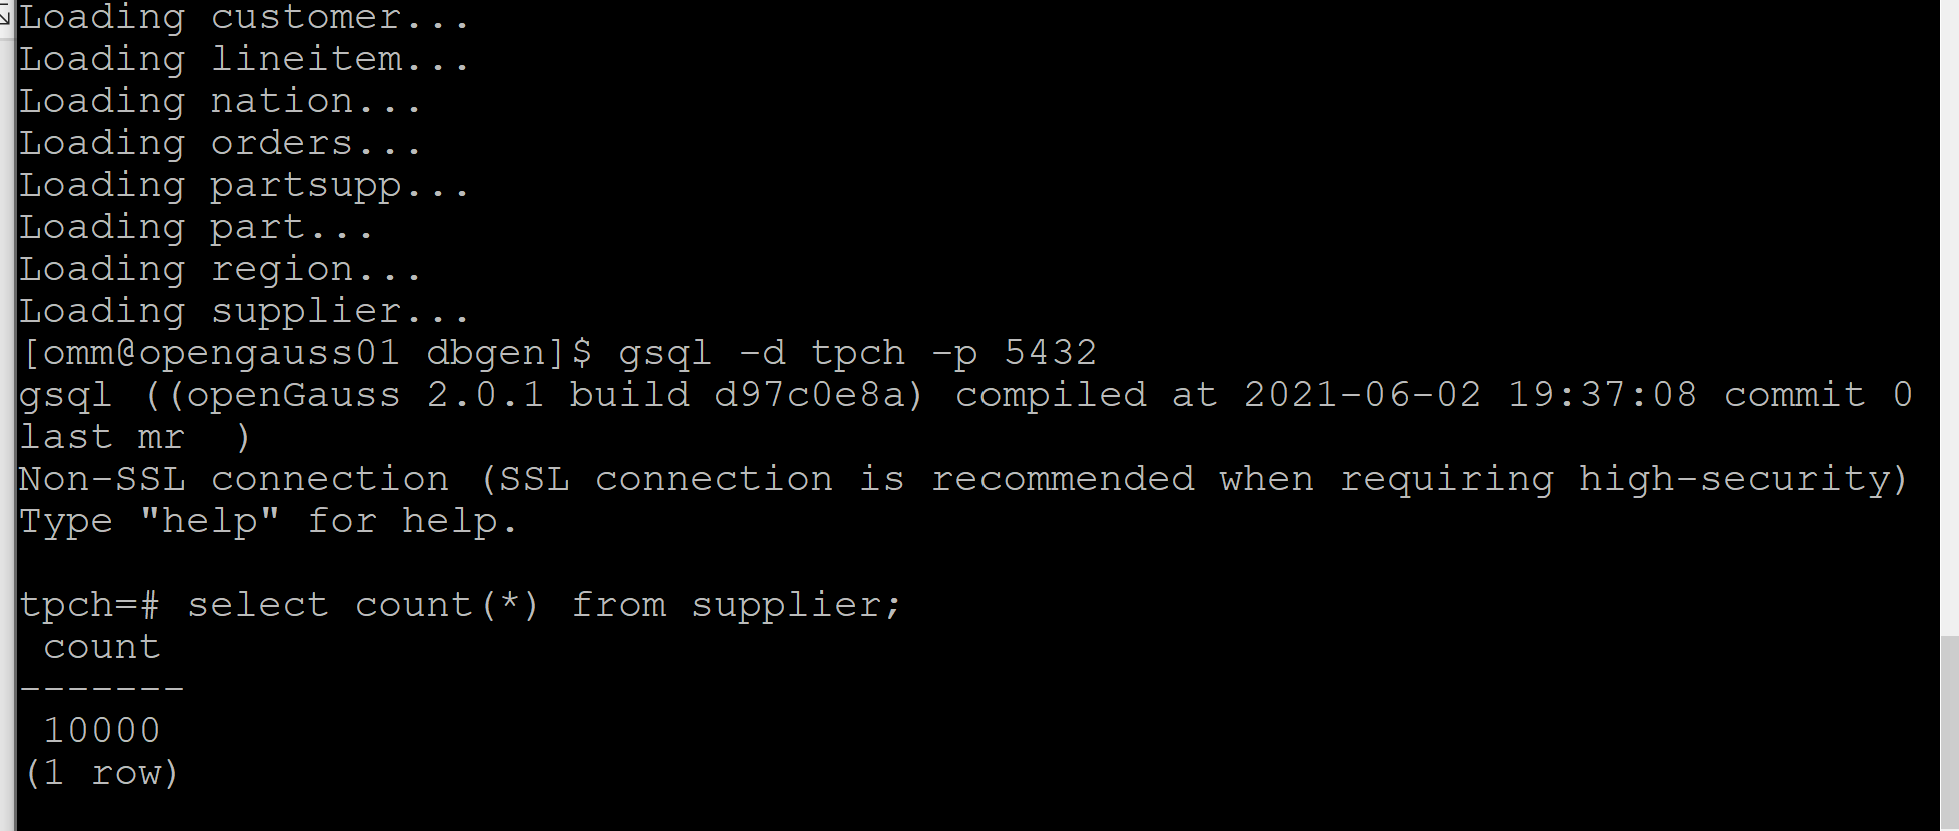 Loading customer...
Loading lineitem...
Loading nation...
Loading orders...
Loading partsupp...
Loading part...
Loading region...
Loading supplier...
[omm@opengauss01 dbgen]$ gsql -d tpch -p 5432
gsql ((openGauss 2.0.1 build d97c0e8a) compiled at 2021-06-02 19:37:08 commit 0
last mr  )
Non-SSL connection (SSL connection is recommended when requiring high-security)
Type "help" for help.
tpch=# select count(*) from supplier;
 count
-------
 10000
(1 row)